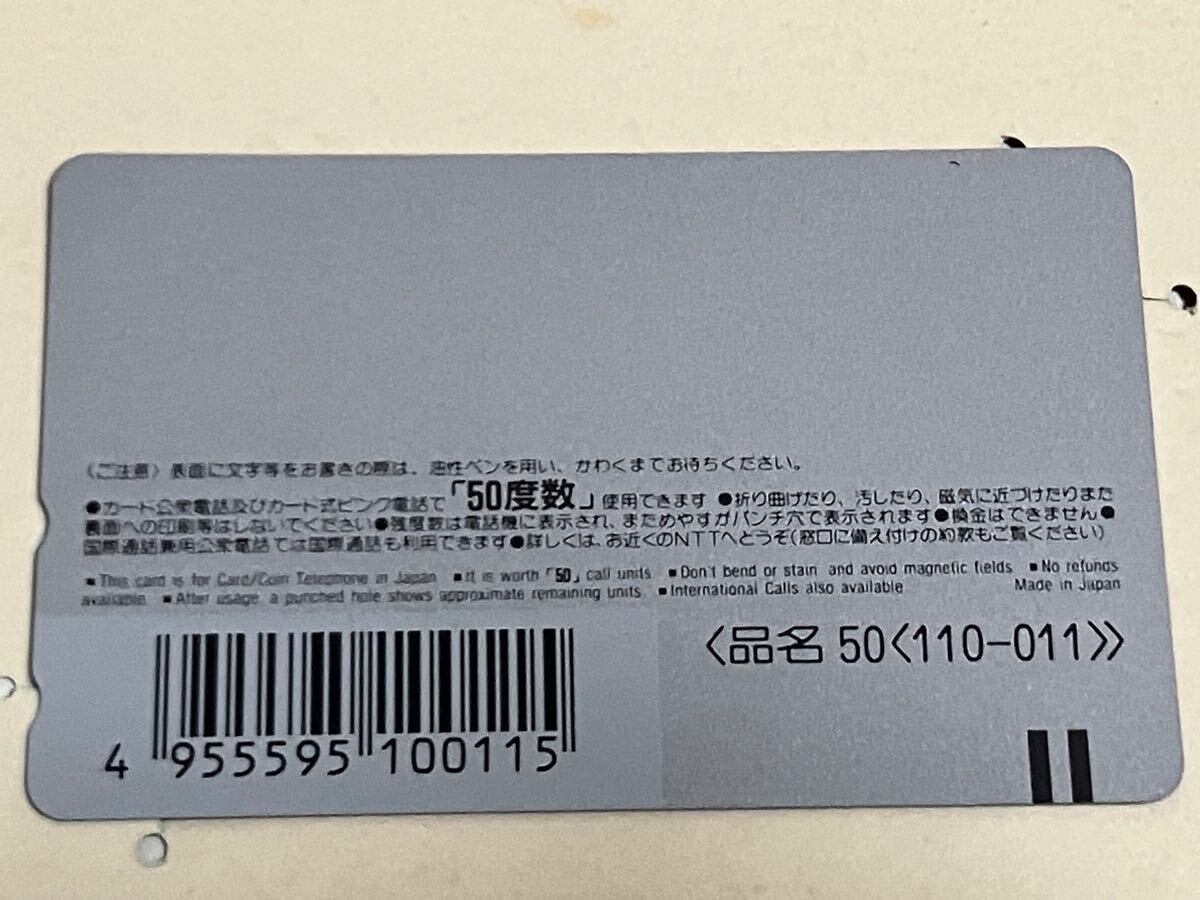 (ご注意) 表面に文字等をお書きの際は、油性ペンを用い、かわくまでお待ちください。
●カード公衆電話及びカード式ピンク電話で「50度数」使用できます ●折り曲げたり、汚したり、磁気に近づけたりまた
裏面への印刷等はしないでください●残度数は電話機に表示され、まためやすがパンチ穴で表示されます●換金はできません●
国際通話兼用公衆電話では国際通話も利用できます●詳しくは、お近くのNTTへどうぞ(窓口に備え付けの約款もご覧ください)
■This card is for Card/Coin Telephone in Japan ■It is worth「50」call units ■Don't bend or stain and avoid magnetic fields ■No refunds
available ■After usage a punched hole shows approximate remaining units ■International Calls also available Made in Japan
〈品名 50〈110-011〉〉
4 955595 100115